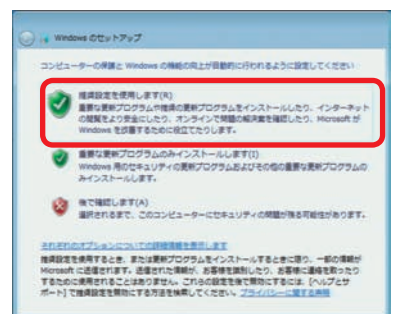 Windows のセットアップ
コンピューターの保護と Windows の機能の向上が自動的に行われるように設定してください
推奨設定を使用します(R)
重要な更新プログラムや推奨の更新プログラムをインストールしたり、インターネット
の閲覧をより安全にしたり、オンラインで問題の解決策を確認したり、Microsoft が
Windows を改善するために役立てたりします。
重要な更新プログラムのみインストールします(I)
Windows 用のセキュリティの更新プログラムおよびその他の重要な更新プログラムの
みインストールします。
後で確認します(A)
選択されるまで、このコンピューターにセキュリティの問題が残る可能性があります。
それぞれのオプションについての詳細情報を表示します
推奨設定を使用するとき、または更新プログラムをインストールするときに限り、一部の情報が
Microsoft に送信されます。送信された情報が、お客様を識別したり、お客様に連絡を取ったり
するために使用されることはありません。これらの設定を後で無効にするには、[ヘルプとサ
ポート] で推奨設定を無効にする方法を検索してください。プライバシーに関する声明